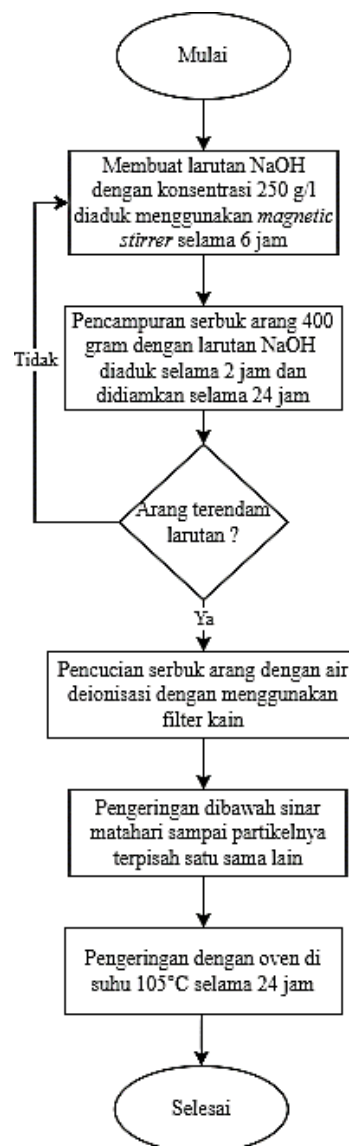 Mulai
Membuat larutan NaOH
dengan konsentrasi 250 g/l
diaduk menggunakan magnetic
stirrer selama 6 jam
Pencampuran serbuk arang 400
gram dengan larutan NaOH
diaduk selama 2 jam dan
didiamkan selama 24 jam
Tidak
Arang terendam
larutan ?
Ya
Pencucian serbuk arang dengan air
deionisasi dengan menggunakan
filter kain
Pengeringan dibawah sinar
matahari sampai partikelnya
terpisah satu sama lain
Pengeringan dengan oven di
suhu 105°C selama 24 jam
Selesai